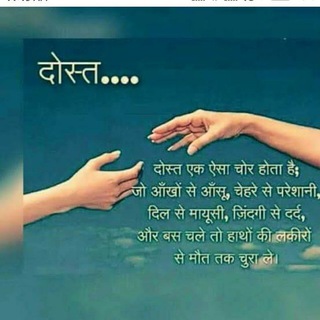 दोस्त....
दोस्त एक ऐसा चोर होता है;
जो आँखों से आँसू, चेहरे से परेशानी,
दिल से मायूसी, ज़िंदगी से दर्द,
और बस चले तो हाथों की लकीरों
से मौत तक चुरा ले।